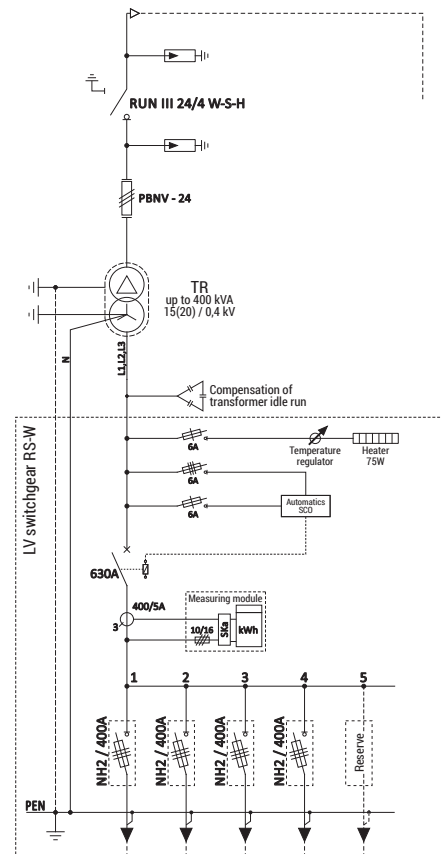 RUN III 24/4 W-S-H
PBNV - 24
TR
up to 400 kVA
15(20) / 0,4 kV
N
L1,L2,L3
Compensation of
transformer idle run
LV switchgear RS-W
6A
Temperature
regulator
Heater
75W
6A
6A
Automatics
SCO
630A
400/5A
3
Measuring module
10/16
SKa
kWh
1
2
3
4
5
NH2 / 400A
NH2 / 400A
NH2 / 400A
NH2 / 400A
Reserve
PEN